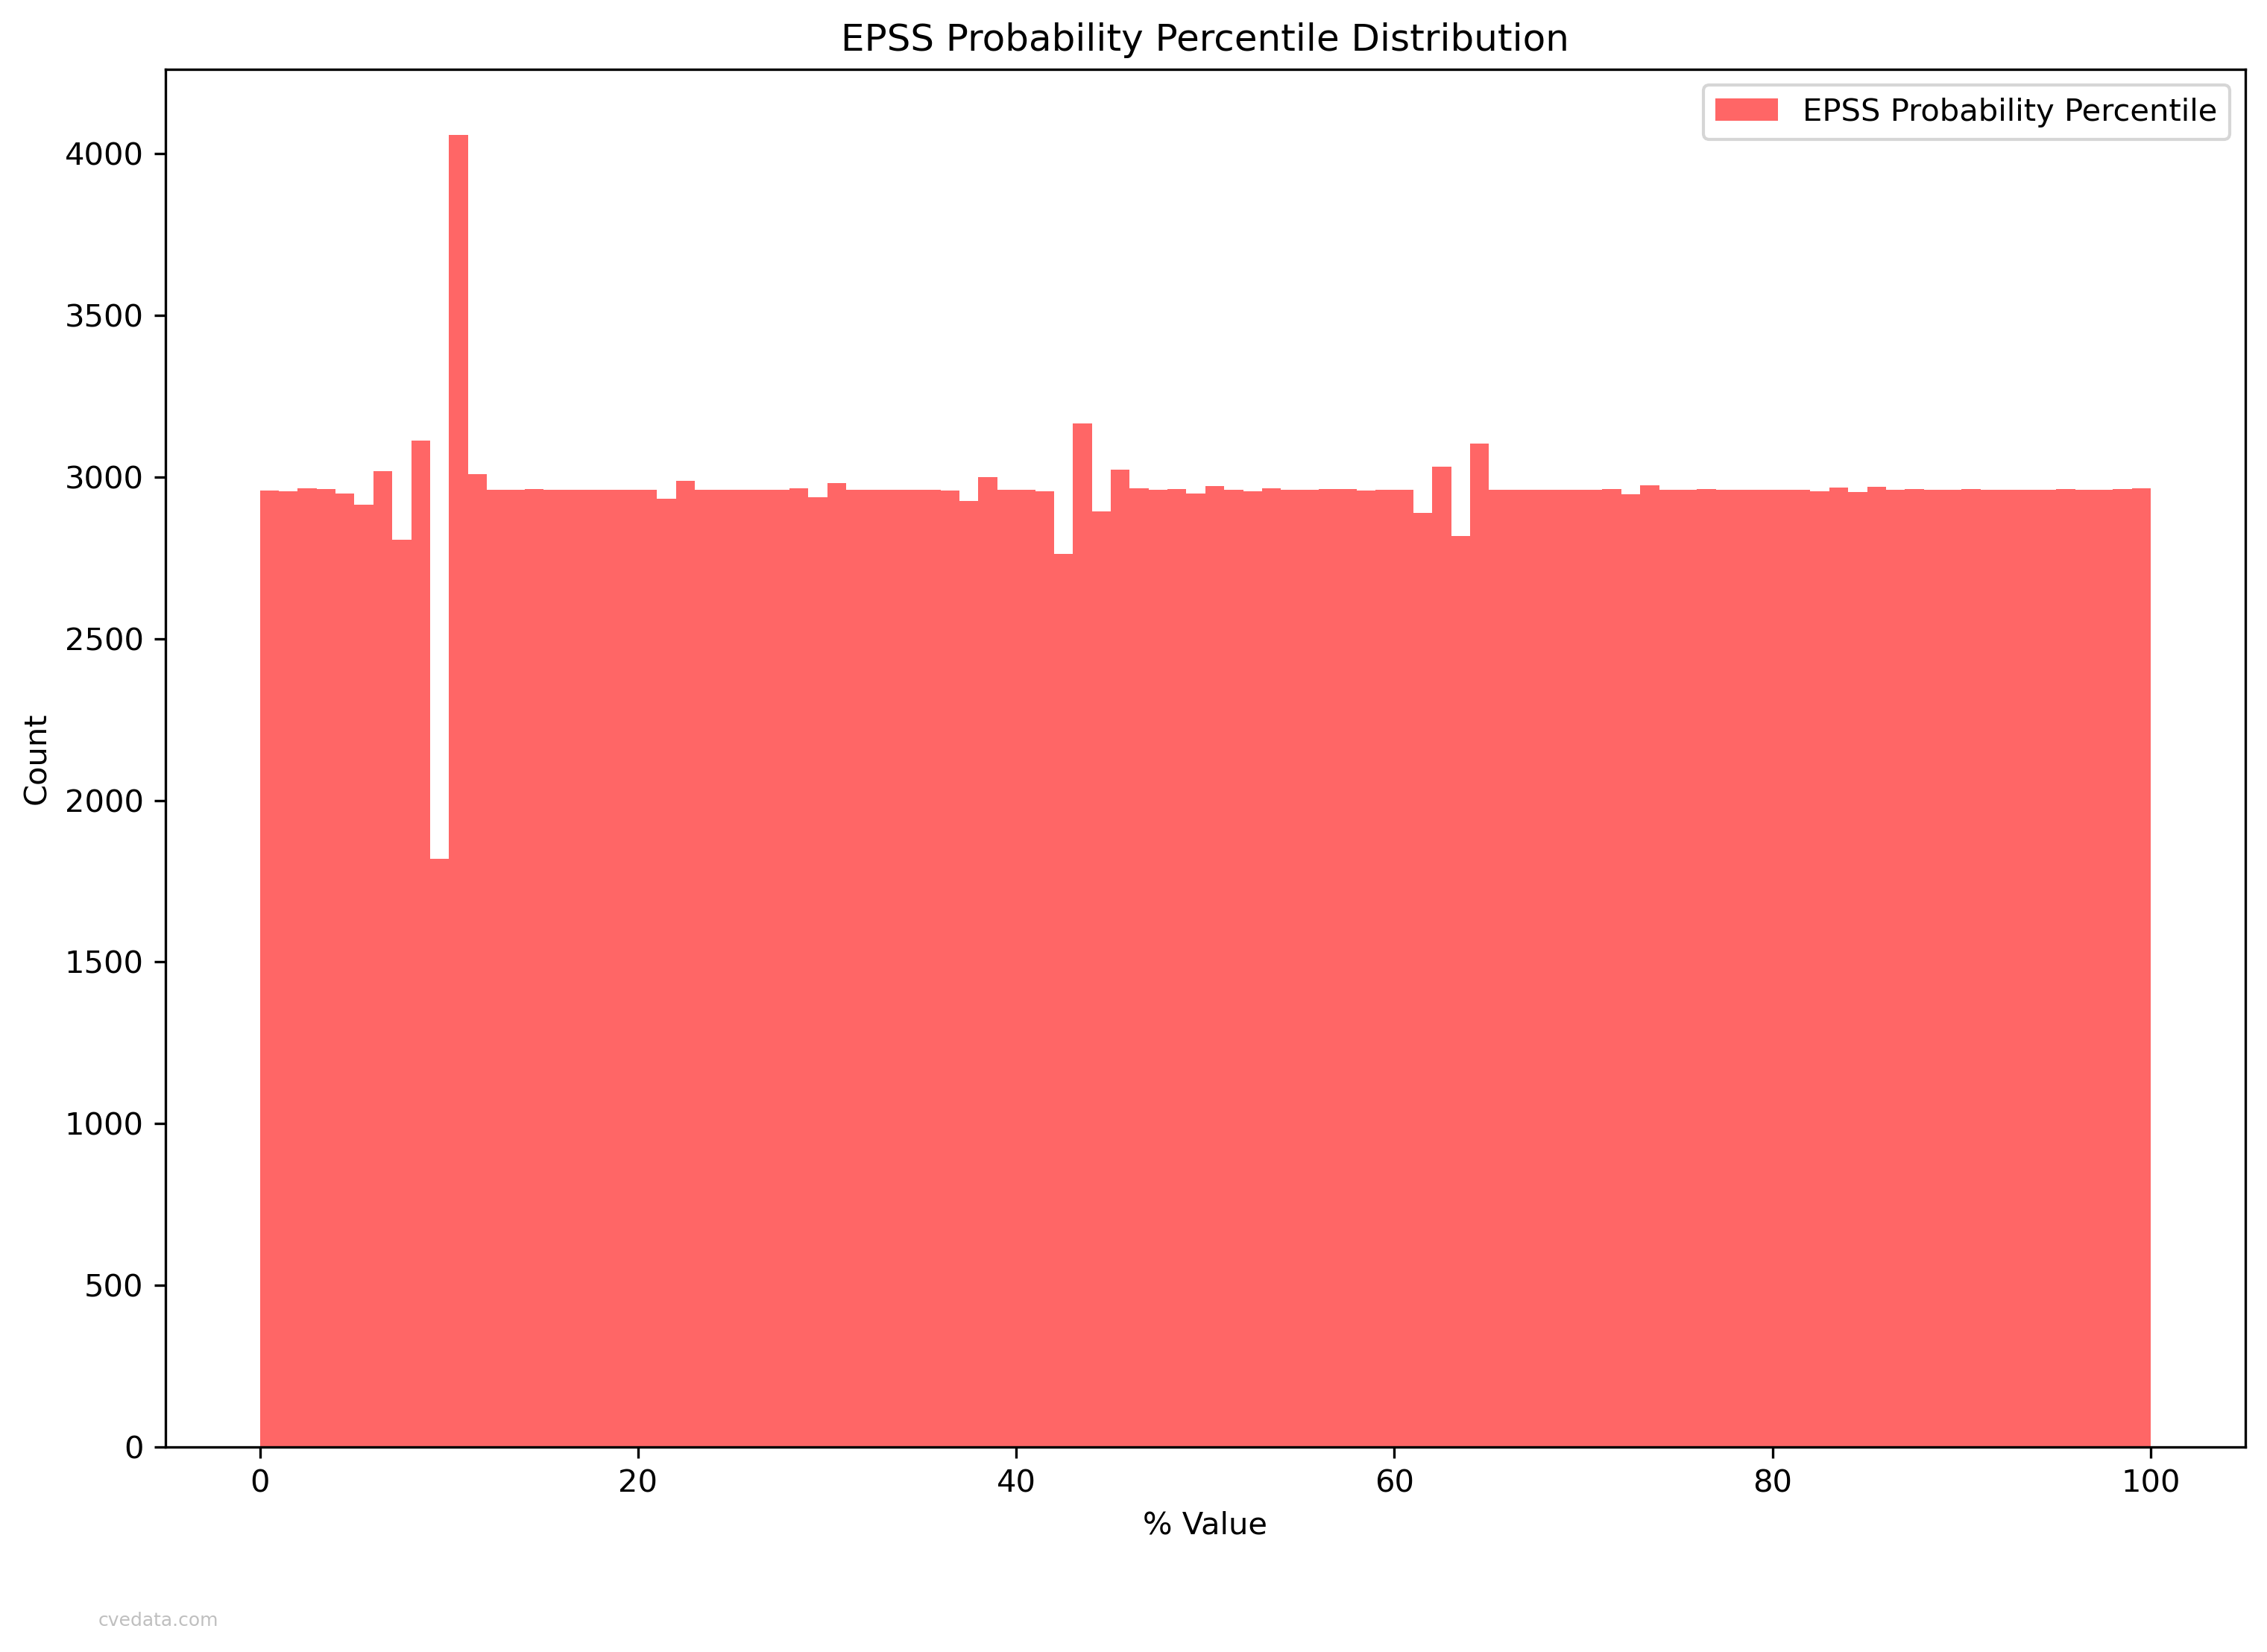 EPSS Probability Percentile Distribution
EPSS Probability Percentile
4000
3500
3000
2500
2000
1500
1000
500
0
Count
0 20 40 60 80 100
% Value
cvedata.com